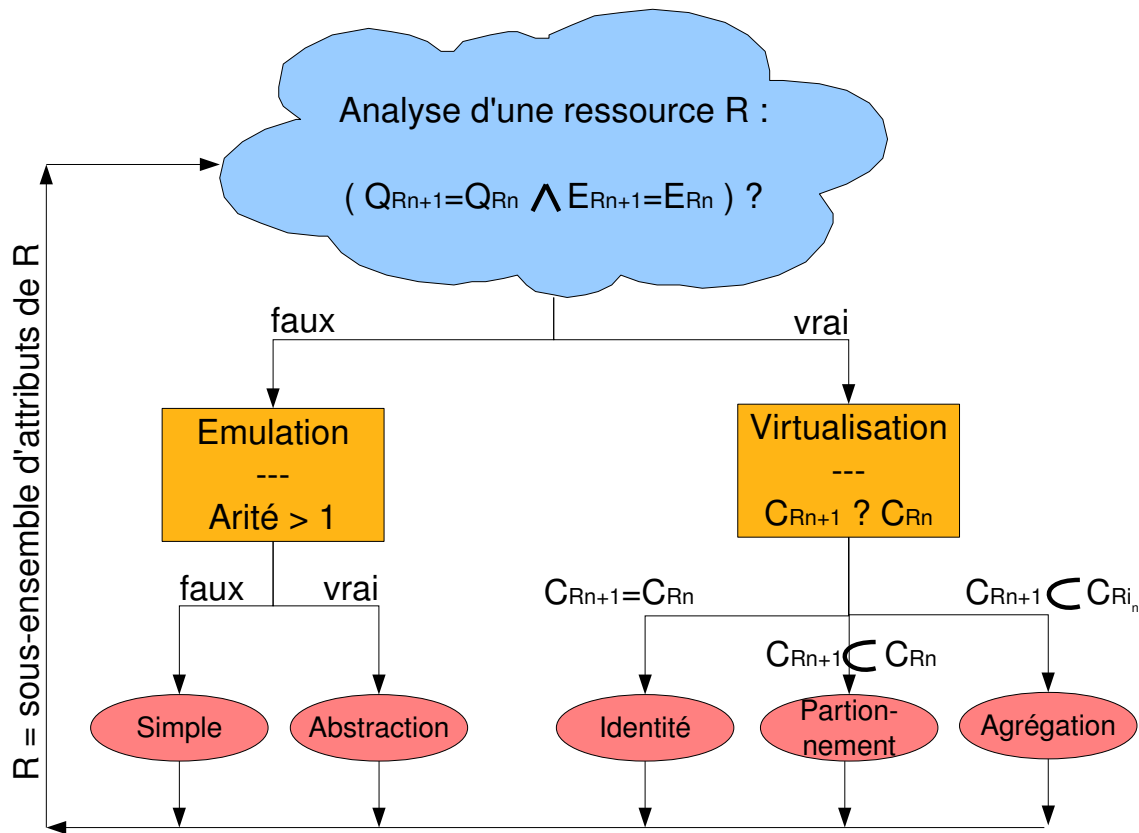 Analyse d'une ressource R :
( QRn+1=QRn ∧ ERn+1=ERn ) ?
R = sous-ensemble d'attributs de R
faux
vrai
Emulation
---
Arité > 1
Virtualisation
---
CRn+1 ? CRn
faux
vrai
CRn+1=CRn
CRn+1 ⊂ CRn
CRn+1 ⊂ CRin
Simple
Abstraction
Identité
Partion-
nement
Agrégation